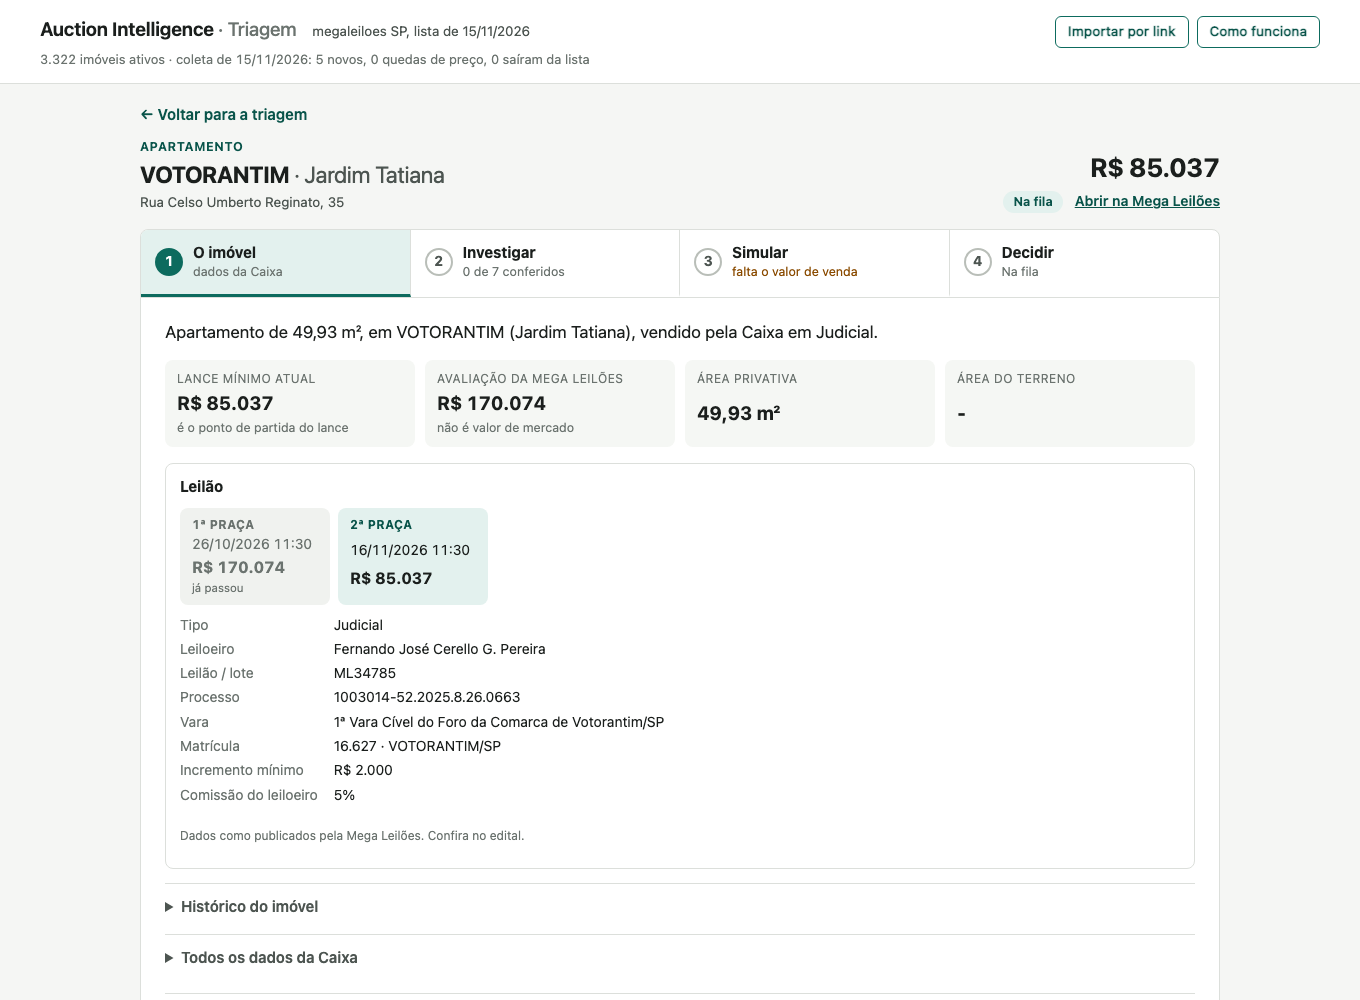 Auction Intelligence · Triagem megaleiloes SP, lista de 15/11/2026
Importar por link
Como funciona
3.322 imóveis ativos · coleta de 15/11/2026: 5 novos, 0 quedas de preço, 0 saíram da lista
← Voltar para a triagem
APARTAMENTO
VOTORANTIM · Jardim Tatiana
Rua Celso Umberto Reginato, 35
R$ 85.037
Na fila
Abrir na Mega Leilões
1
O imóvel
dados da Caixa
2
Investigar
0 de 7 conferidos
3
Simular
falta o valor de venda
4
Decidir
Na fila
Apartamento de 49,93 m², em VOTORANTIM (Jardim Tatiana), vendido pela Caixa em Judicial.
LANCE MÍNIMO ATUAL
R$ 85.037
é o ponto de partida do lance
AVALIAÇÃO DA MEGA LEILÕES
R$ 170.074
não é valor de mercado
ÁREA PRIVATIVA
49,93 m²
ÁREA DO TERRENO
-
Leilão
1ª PRAÇA
26/10/2026 11:30
R$ 170.074
já passou
2ª PRAÇA
16/11/2026 11:30
R$ 85.037
Tipo Judicial
Leiloeiro Fernando José Cerello G. Pereira
Leilão / lote ML34785
Processo 1003014-52.2025.8.26.0663
Vara 1ª Vara Cível do Foro da Comarca de Votorantim/SP
Matrícula 16.627 · VOTORANTIM/SP
Incremento mínimo R$ 2.000
Comissão do leiloeiro 5%
Dados como publicados pela Mega Leilões. Confira no edital.
Histórico do imóvel
Todos os dados da Caixa